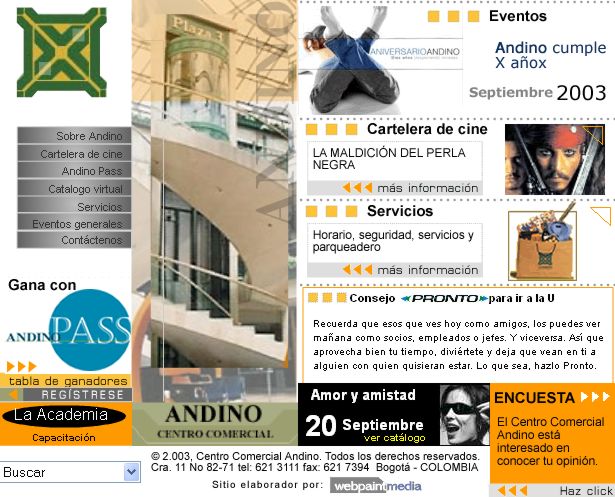 Sobre Andino
Cartelera de cine
Andino Pass
Catalogo virtual
Servicios
Eventos generales
Contáctenos
Gana con
ANDINO PASS
tabla de ganadores
REGÍSTRESE
La Academia
Capacitación
Buscar
Plaza 3
ANDINO
ANDINO
CENTRO COMERCIAL
Eventos
ANIVERSARIO ANDINO
Andino cumple
X añox
Septiembre 2003
Cartelera de cine
LA MALDICIÓN DEL PERLA
NEGRA
más información
Servicios
Horario, seguridad, servicios y
parqueadero
más información
Consejo PRONTO para ir a la U
Recuerda que esos que ves hoy como amigos, los puedes ver
mañana como socios, empleados o jefes. Y viceversa. Así que
aprovecha bien tu tiempo, diviértete y deja que vean en ti a
alguien con quien quisieran estar. Lo que sea, hazlo Pronto.
Amor y amistad
20 Septiembre
ver catálogo
ENCUESTA
El Centro Comercial
Andino está
interesado en
conocer tu opinión.
Haz click
© 2.003, Centro Comercial Andino. Todos los derechos reservados.
Cra. 11 No 82-71 tel: 621 3111 fax: 621 7394 Bogotá - COLOMBIA
Sitio elaborado por: webpaintmedia